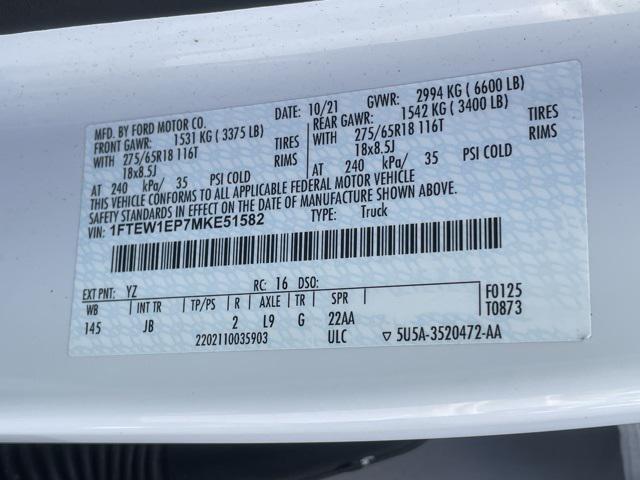 MFD. BY FORD MOTOR CO.
DATE: 10/21 GVWR: 2994 KG ( 6600 LB)
FRONT GAWR: 1531 KG ( 3375 LB)
REAR GAWR: 1542 KG ( 3400 LB)
WITH 275/65R18 116T TIRES
275/65R18 116T TIRES
18x8.5J RIMS
18x8.5J RIMS
AT 240 kPa/ 35 PSI COLD
AT 240 kPa/ 35 PSI COLD
THIS VEHICLE CONFORMS TO ALL APPLICABLE FEDERAL MOTOR VEHICLE
SAFETY STANDARDS IN EFFECT ON THE DATE OF MANUFACTURE SHOWN ABOVE.
VIN: 1FTEW1EP7MKE51582 TYPE: Truck
EXT PNT: YZ RC: 16 DSO:
WB INT TR TP/PS R AXLE TR SPR F0125
145 JB 2 L9 G 22AA T0873
2202110035903 ULC ▽ 5U5A-3520472-AA